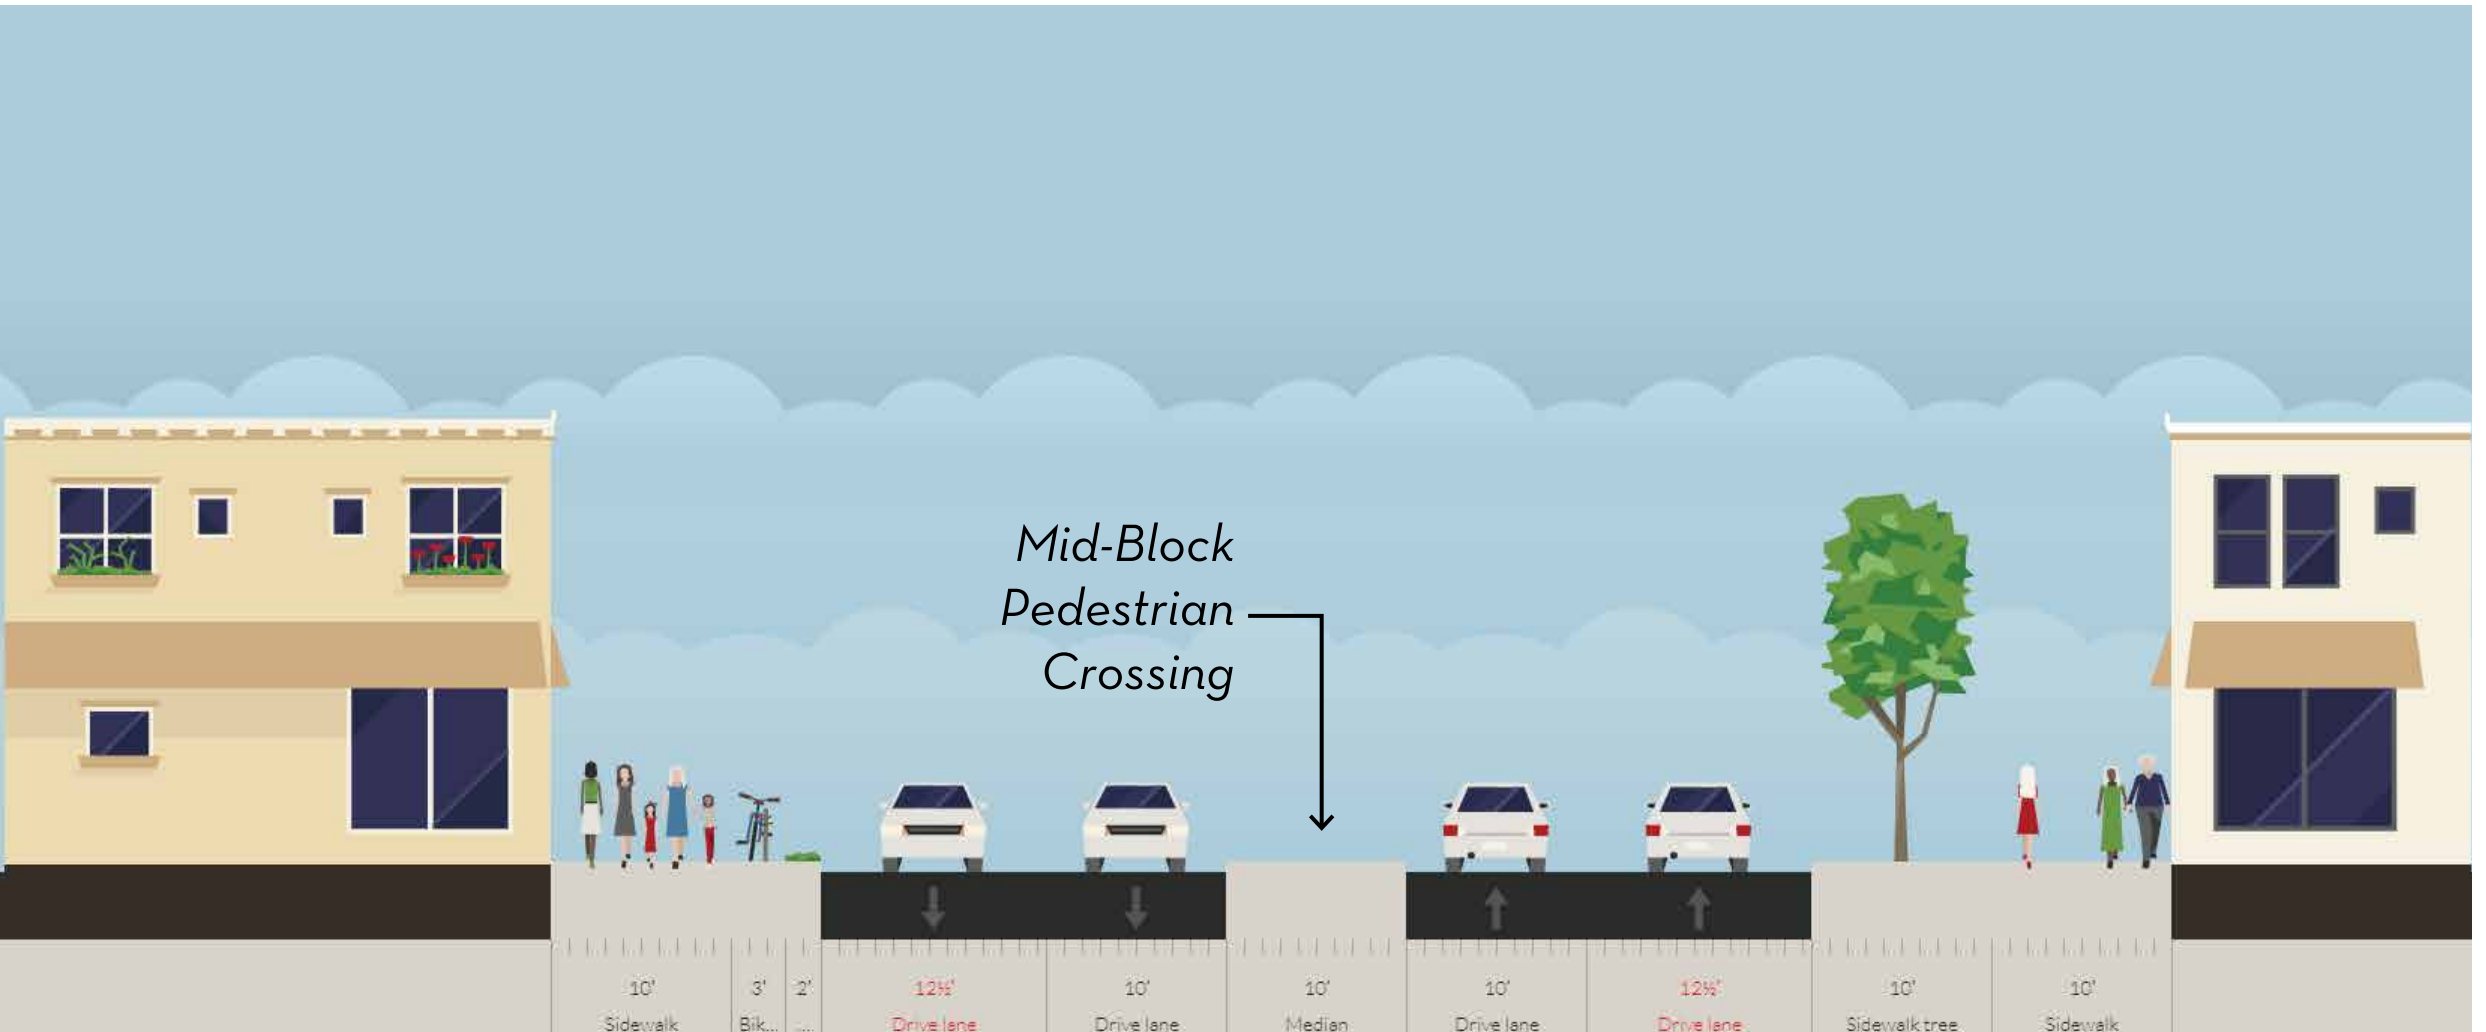 Mid-Block
Pedestrian
Crossing
10' 3' 2' 12½' 10' 10' 10' 12½' 10' 10'
Sidewalk Bik... ... Drive lane Drive lane Median Drive lane Drive lane Sidewalk tree Sidewalk